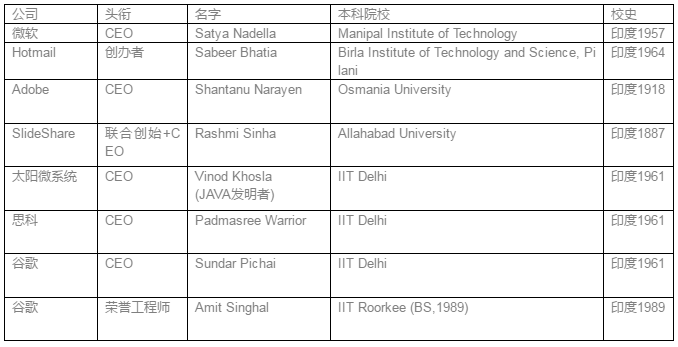 公司 头衔 名字 本科院校 校史
微软 CEO Satya Nadella Manipal Institute of Technology 印度1957
Hotmail 创办者 Sabeer Bhatia Birla Institute of Technology and Science, Pi 印度1964
lani
Adobe CEO Shantanu Narayen Osmania University 印度1918
SlideShare 联合创始+C Rashmi Sinha Allahabad University 印度1887
EO
太阳微系统 CEO Vinod Khosla IIT Delhi 印度1961
(JAVA发明者)
思科 CEO Padmasree Warrior IIT Delhi 印度1961
谷歌 CEO Sundar Pichai IIT Delhi 印度1961
谷歌 荣誉工程师 Amit Singhal IIT Roorkee (BS,1989) 印度1989